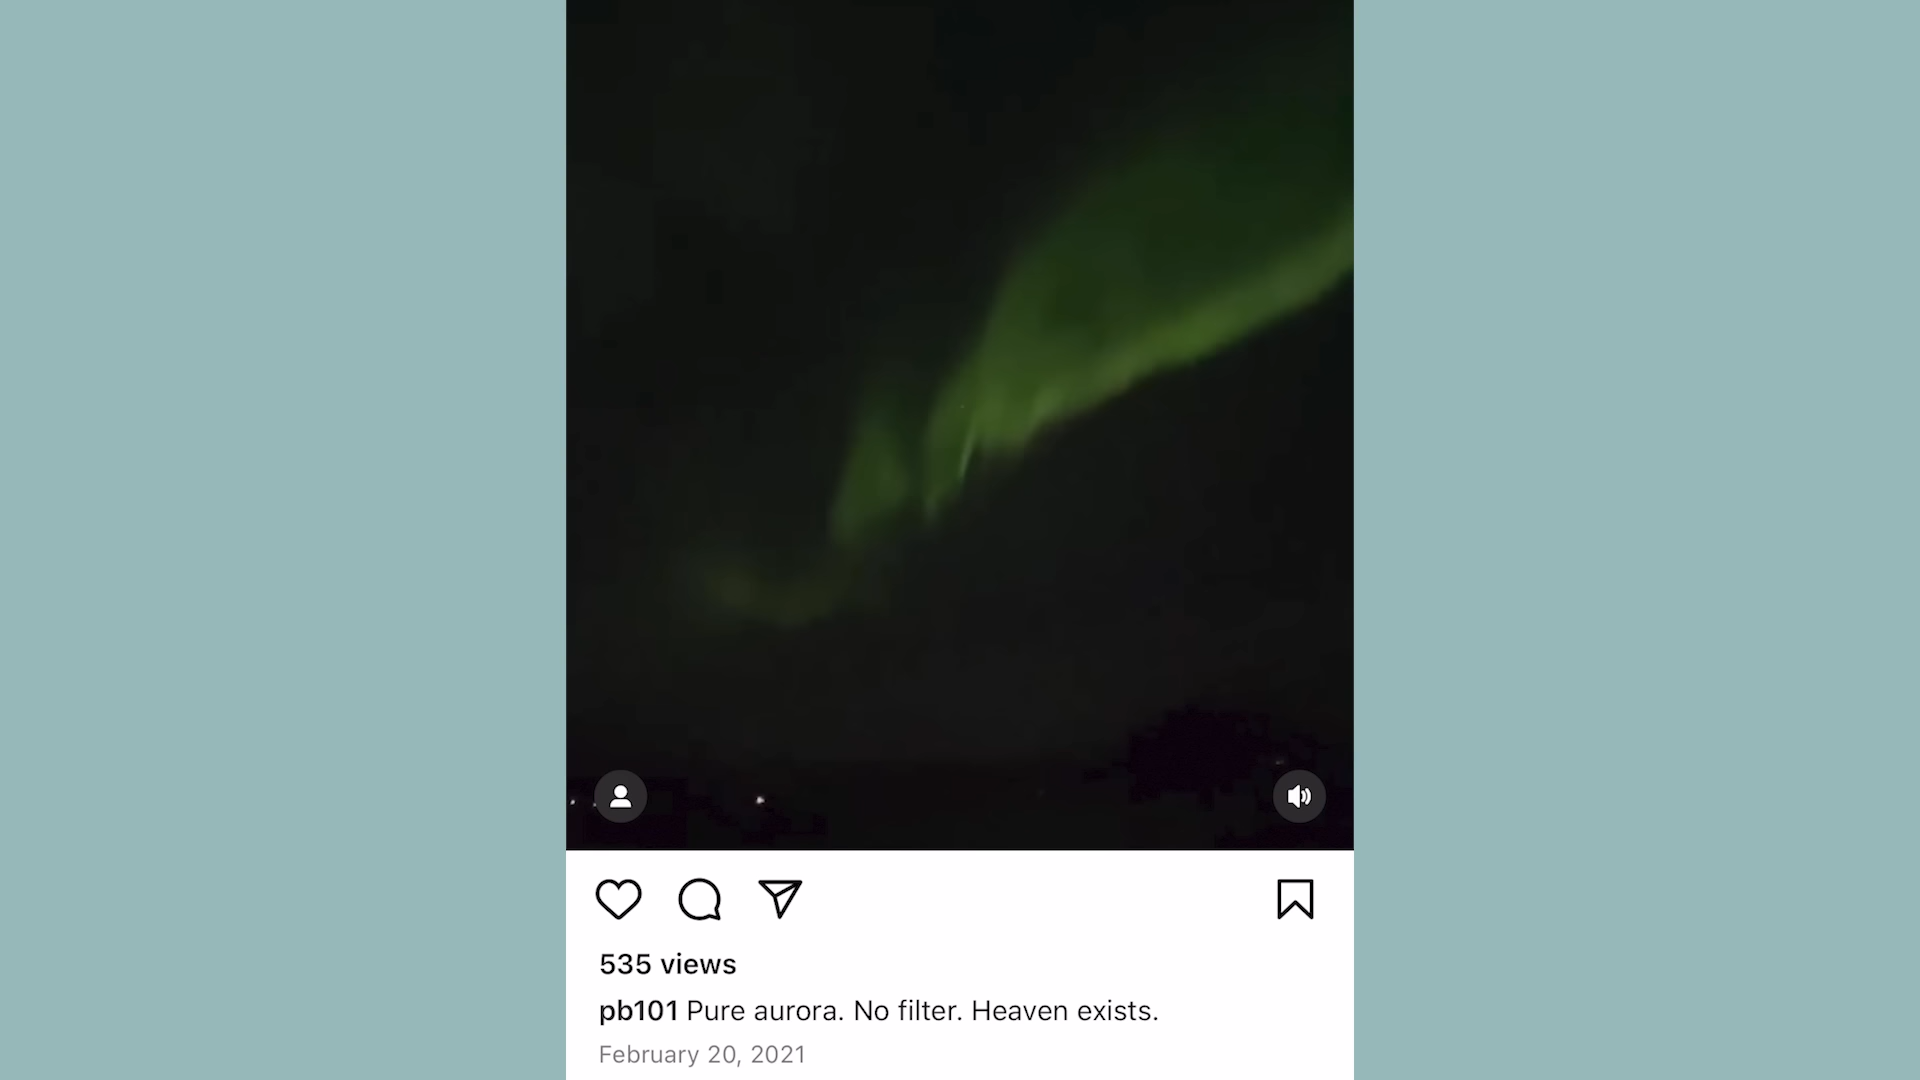 535 views
pb101 Pure aurora. No filter. Heaven exists.
February 20, 2021